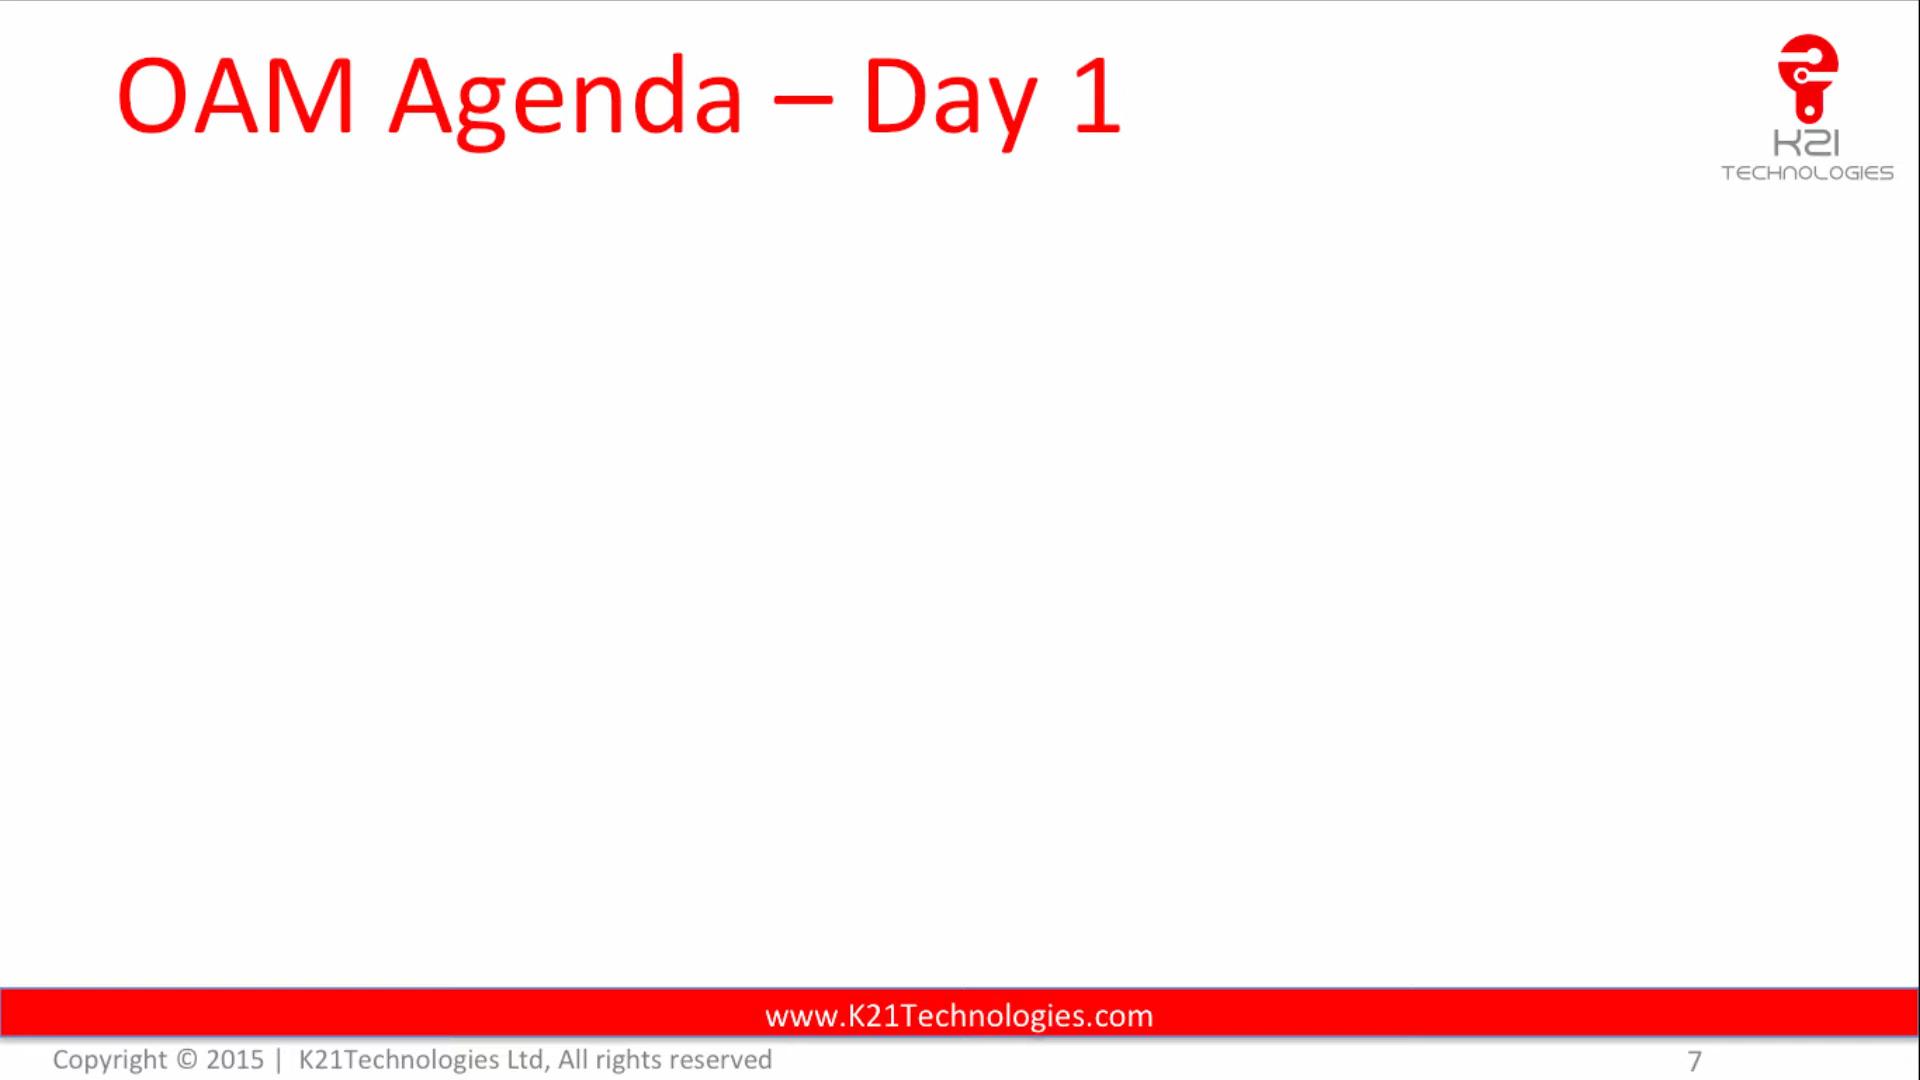 OAM Agenda – Day 1
K21
TECHNOLOGIES
www.K21Technologies.com
Copyright © 2015 | K21Technologies Ltd, All rights reserved
7